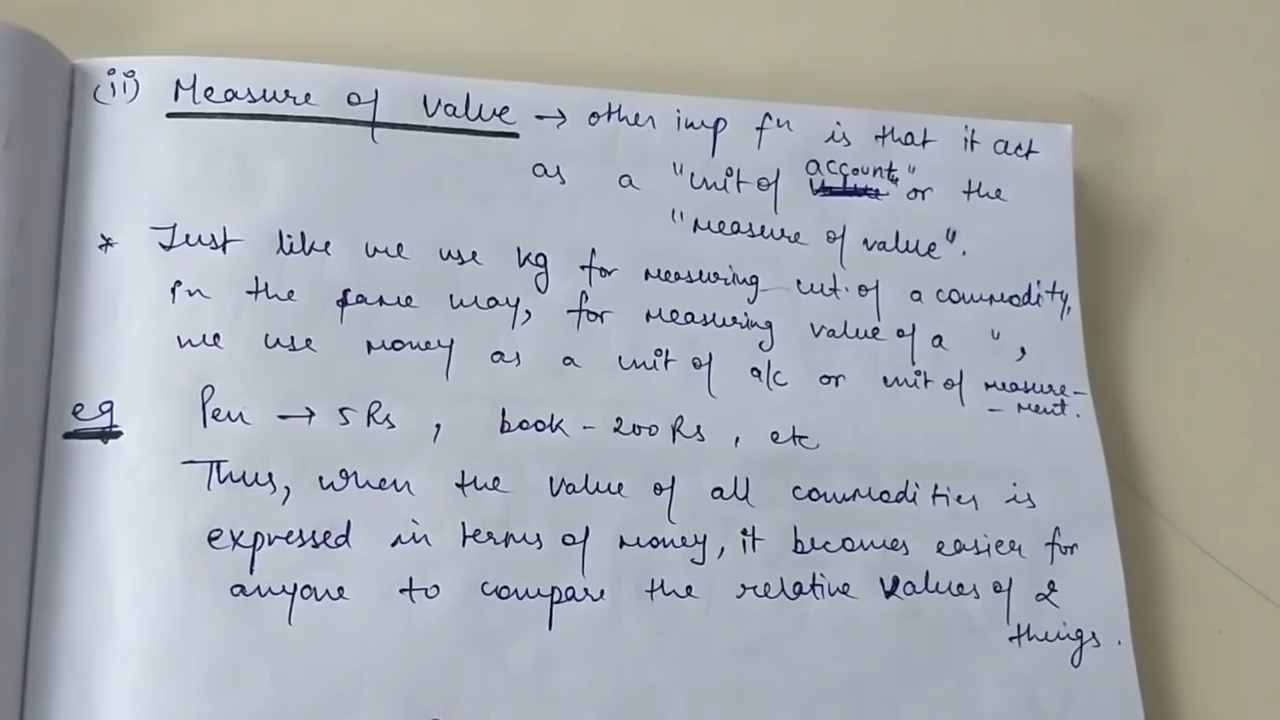 (ii) Measure of Value → other imp fn is that it act
as a "unit of account" or the
"measure of value".
* Just like we use kg for measuring wt. of a commodity,
in the same way, for measuring value of a ",
we use money as a unit of a/c or unit of measure-
-ment.
eg Pen → 5 Rs, book - 200 Rs, etc
Thus, when the value of all commodities is
expressed in terms of money, it becomes easier for
anyone to compare the relative values of 2
things.